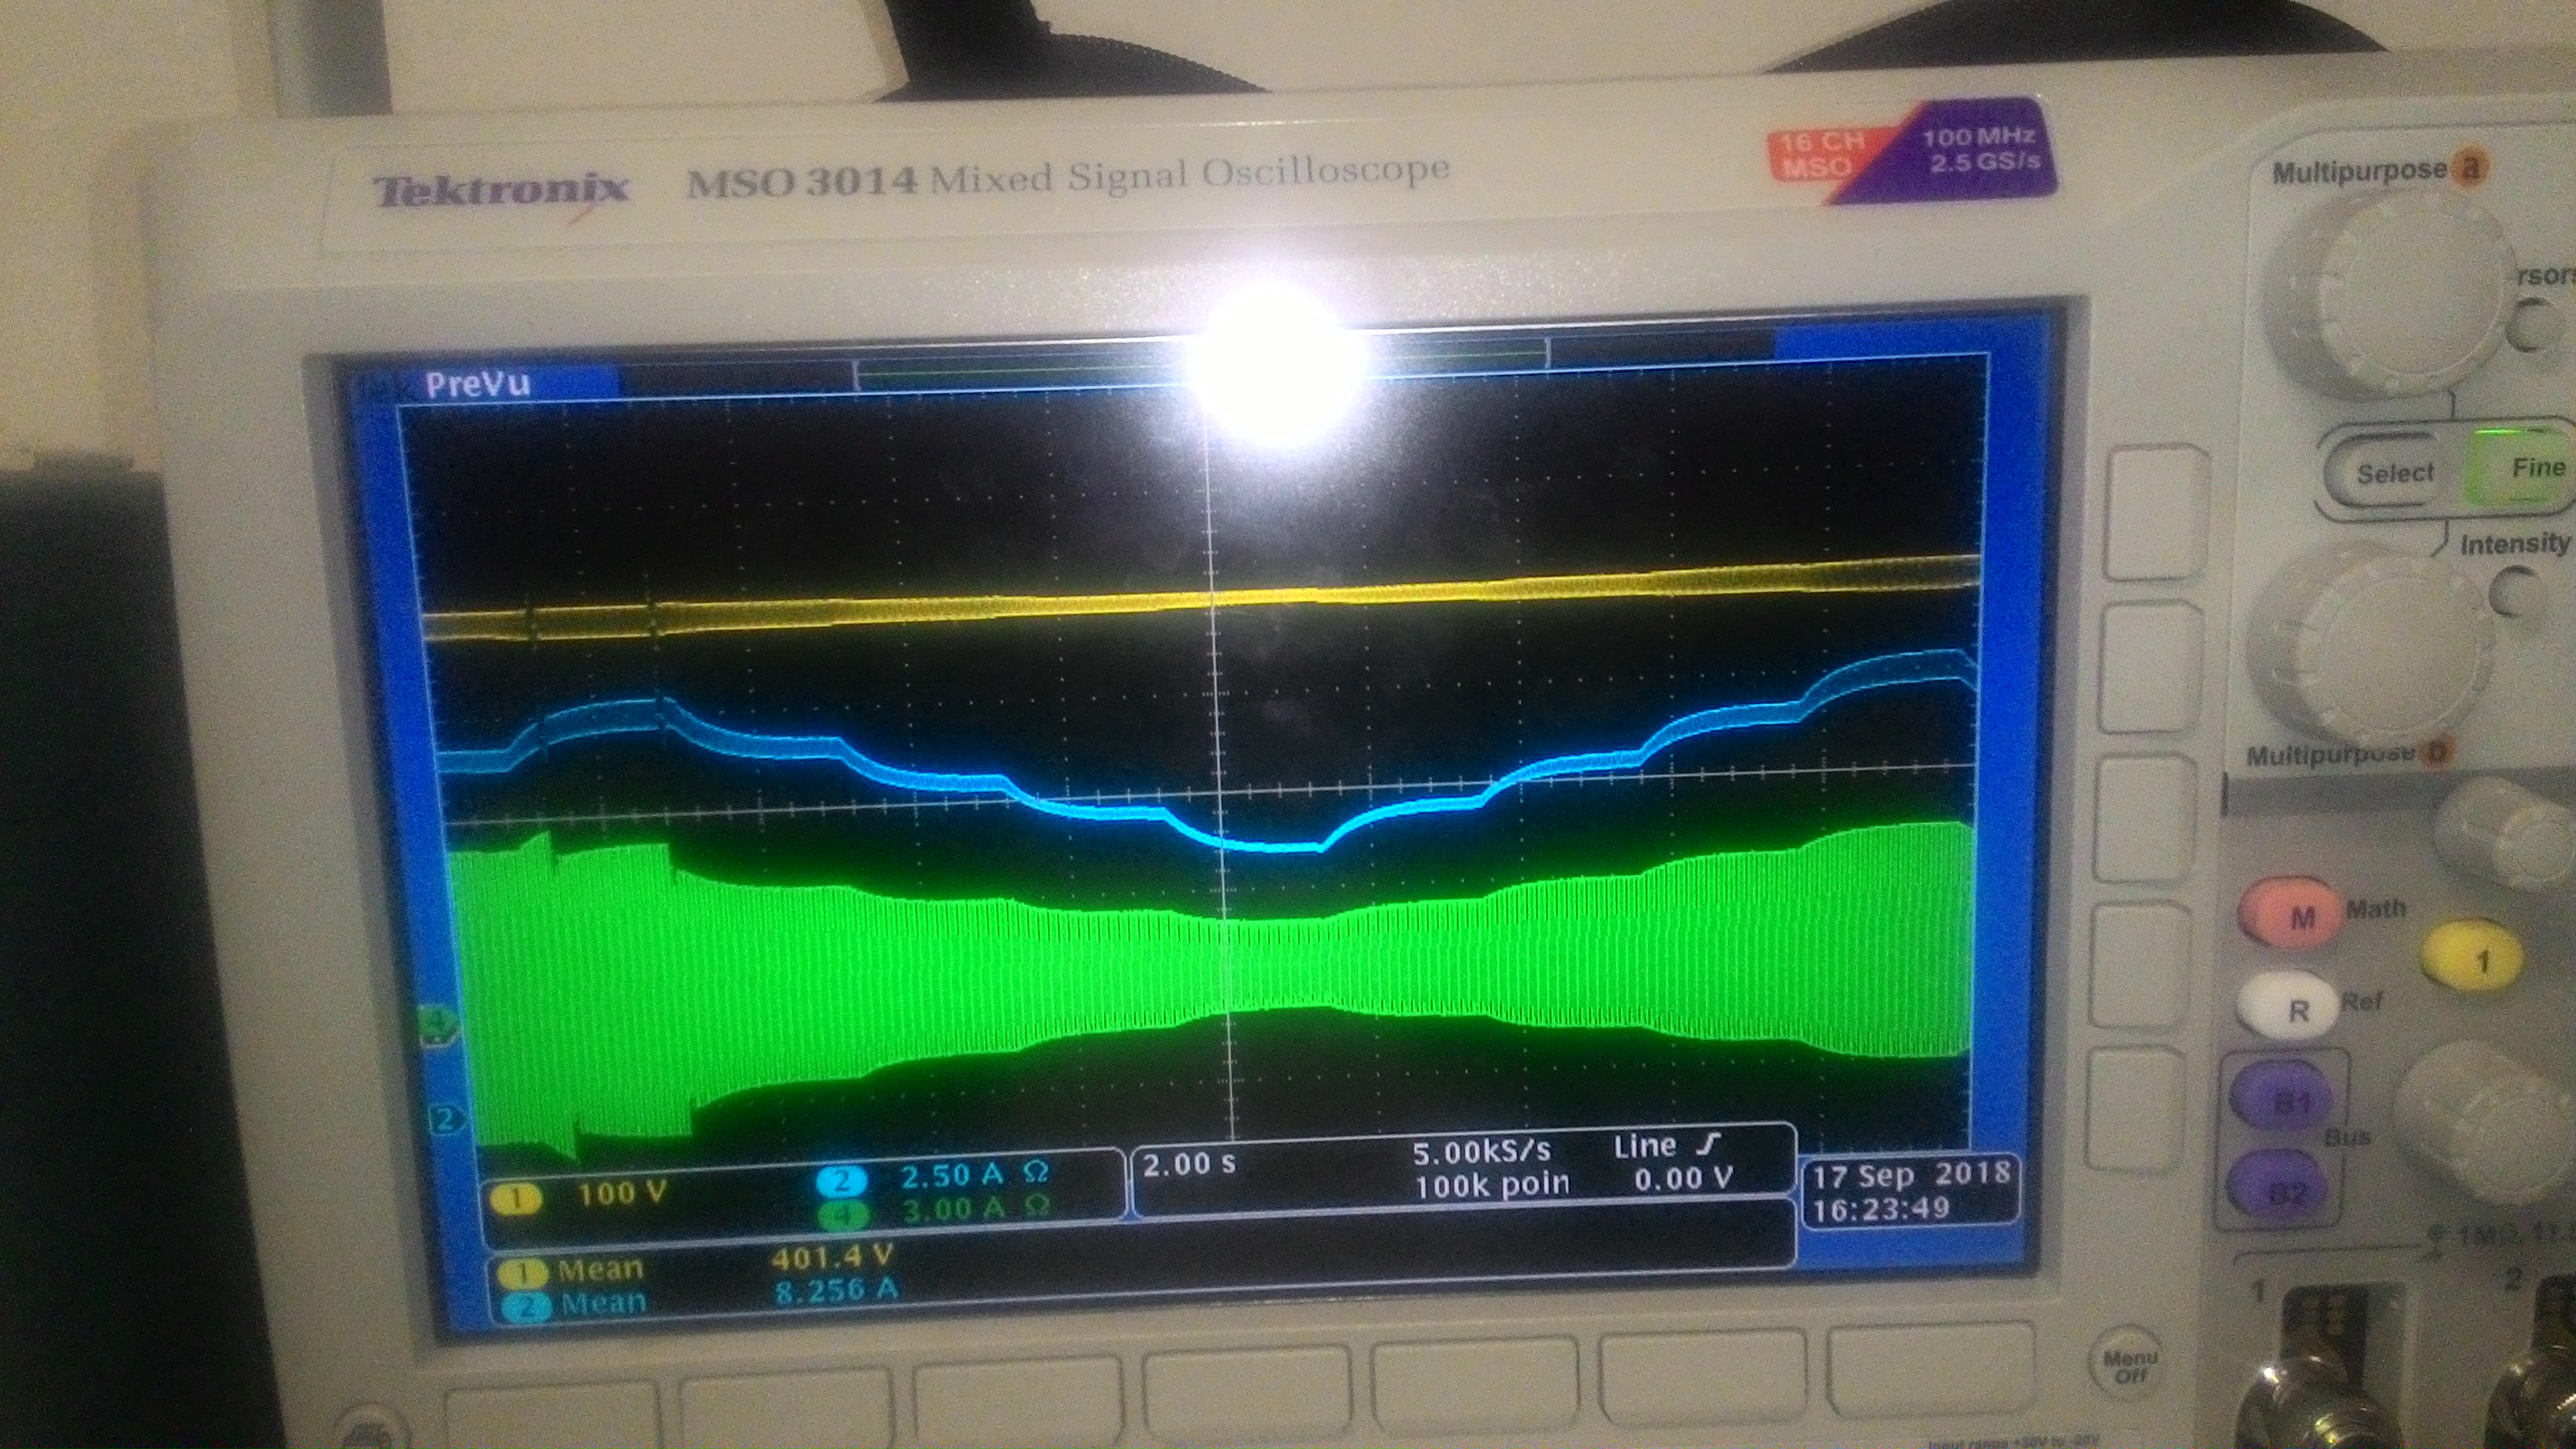 Tektronix MSO 3014 Mixed Signal Oscilloscope
16 CH
MSO
100 MHz
2.5 GS/s
Multipurpose a
rsors
Select
Fine
Intensity
Multipurpose b
PreVu
4
2
1 100 V
2 2.50 A Ω
4 3.00 A Ω
2.00 s
5.00kS/s
100k poin
Line
0.00 V
17 Sep 2018
16:23:49
1 Mean 401.4 V
2 Mean 8.256 A
M Math
1
R Ref
B1
Bus
B2
1
2
Menu
Off